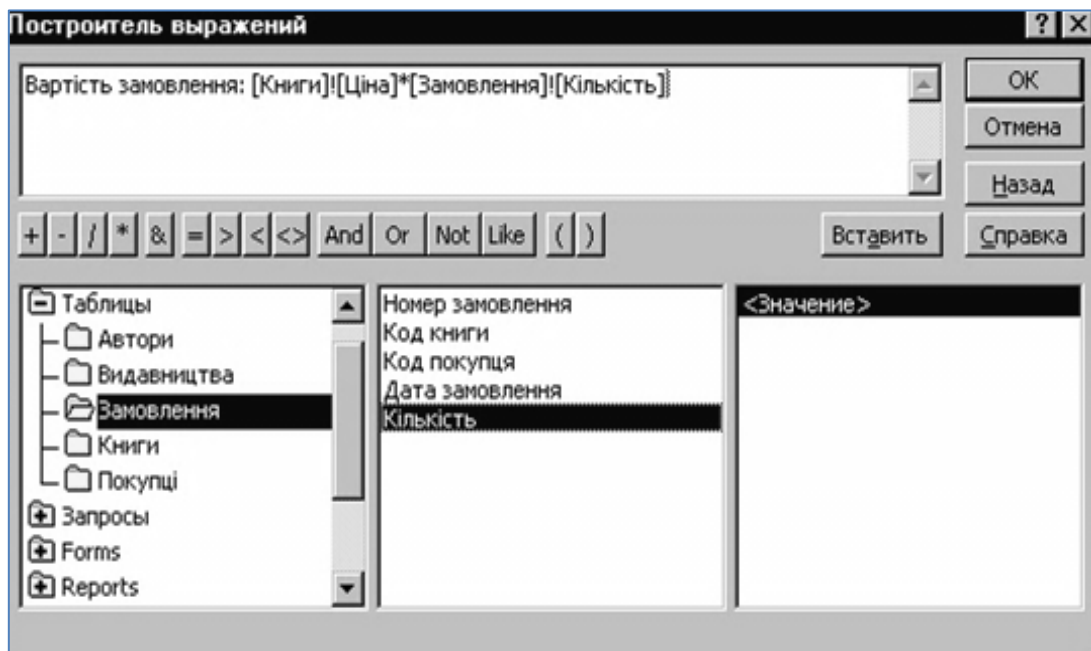 Построитель выражений
Вартість замовлення: [Книги]![Ціна]*[Замовлення]![Кількість]
ОК
Отмена
Назад
+ - / * & = > < <> And Or Not Like ( ) Вставить Справка
Таблицы
Автори
Видавництва
Замовлення
Книги
Покупці
Запросы
Forms
Reports
Номер замовлення
Код книги
Код покупця
Дата замовлення
Кількість
<Значение>